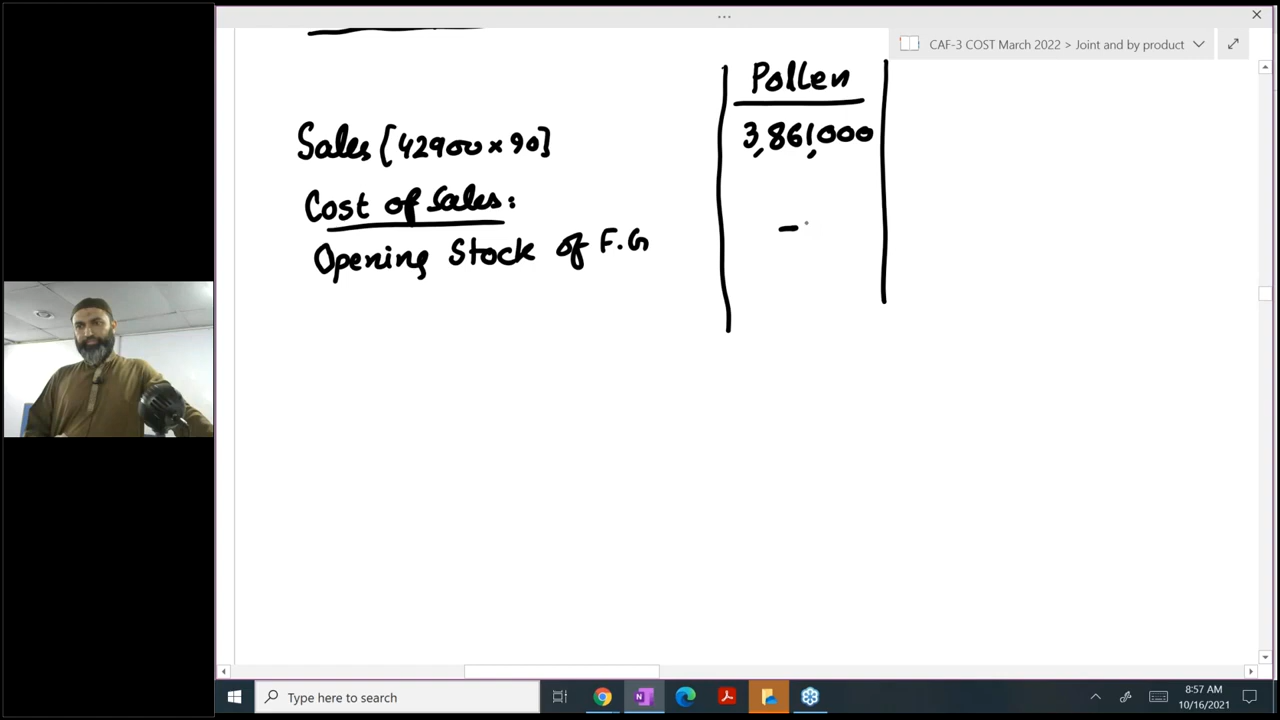 ...
CAF-3 COST March 2022 > Joint and by product
Pollen
Sales [42900×90] 3,861,000
Cost of Sales:
Opening Stock of F.G -
Type here to search
8:57 AM
10/16/2021